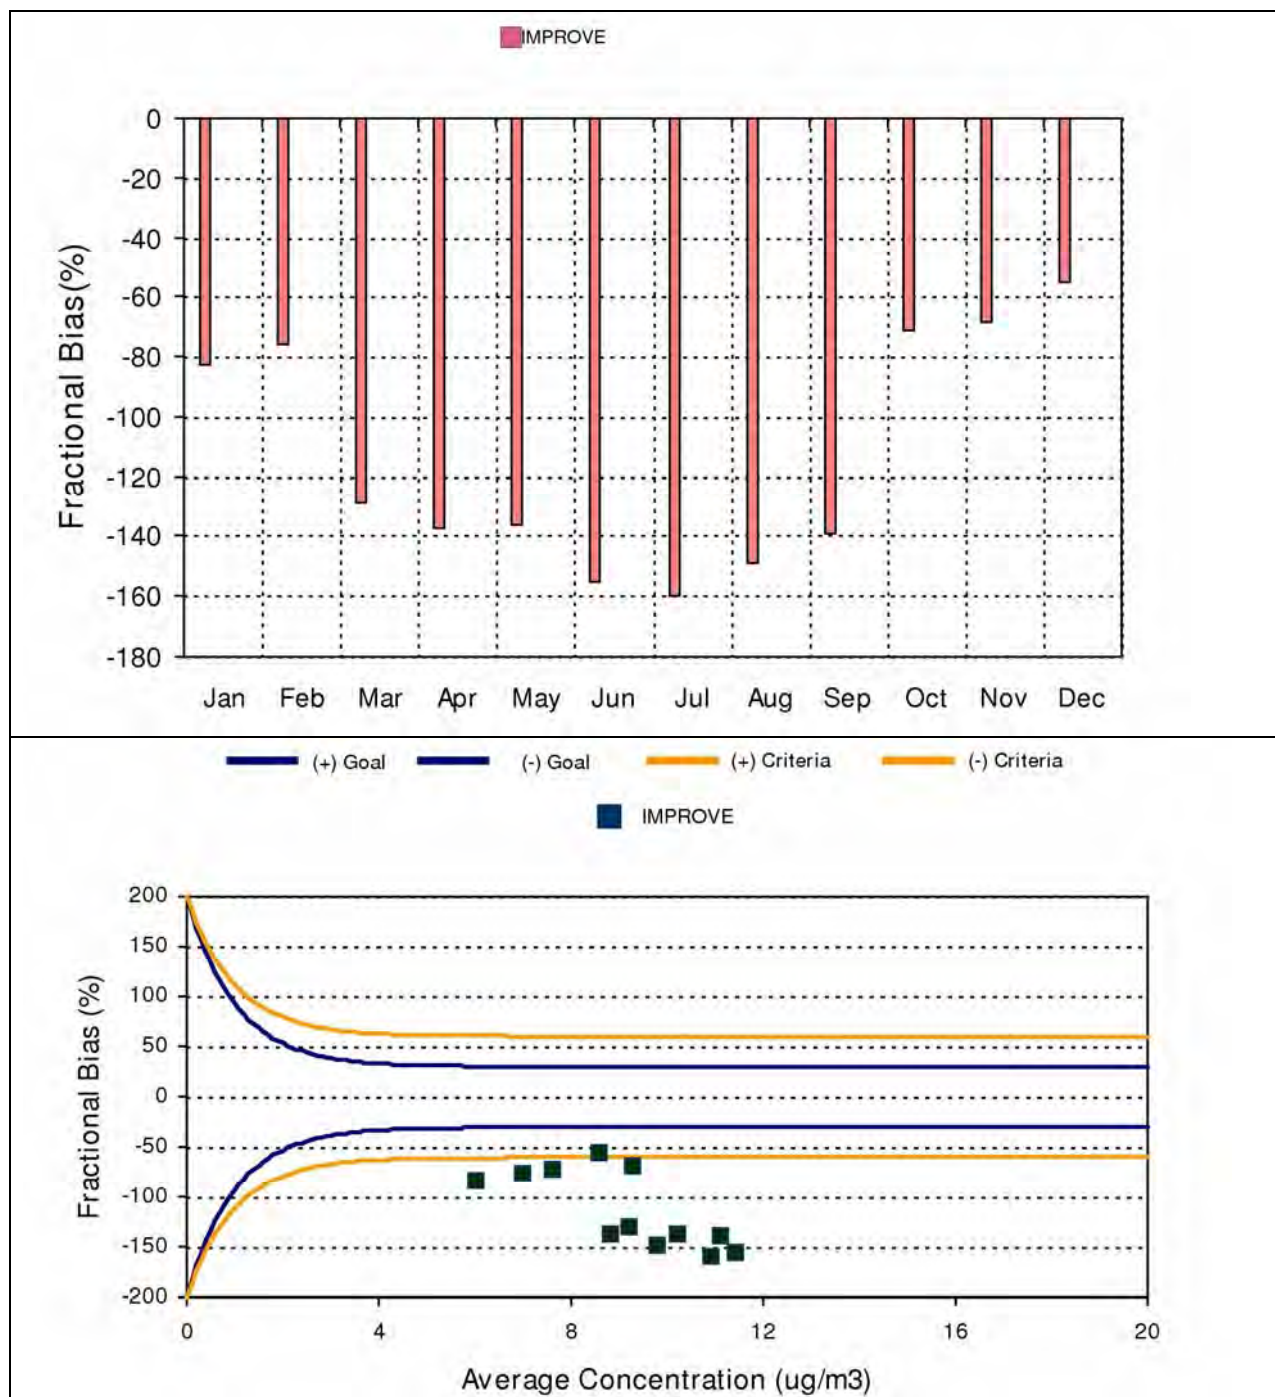 IMPROVE
0
-20
-40
-60
-80
-100
-120
-140
-160
-180
Fractional Bias(%)
Jan Feb Mar Apr May Jun Jul Aug Sep Oct Nov Dec
(+) Goal (-) Goal (+) Criteria (-) Criteria
IMPROVE
200
150
100
50
0
-50
-100
-150
-200
Fractional Bias (%)
0 4 8 12 16 20
Average Concentration (ug/m3)